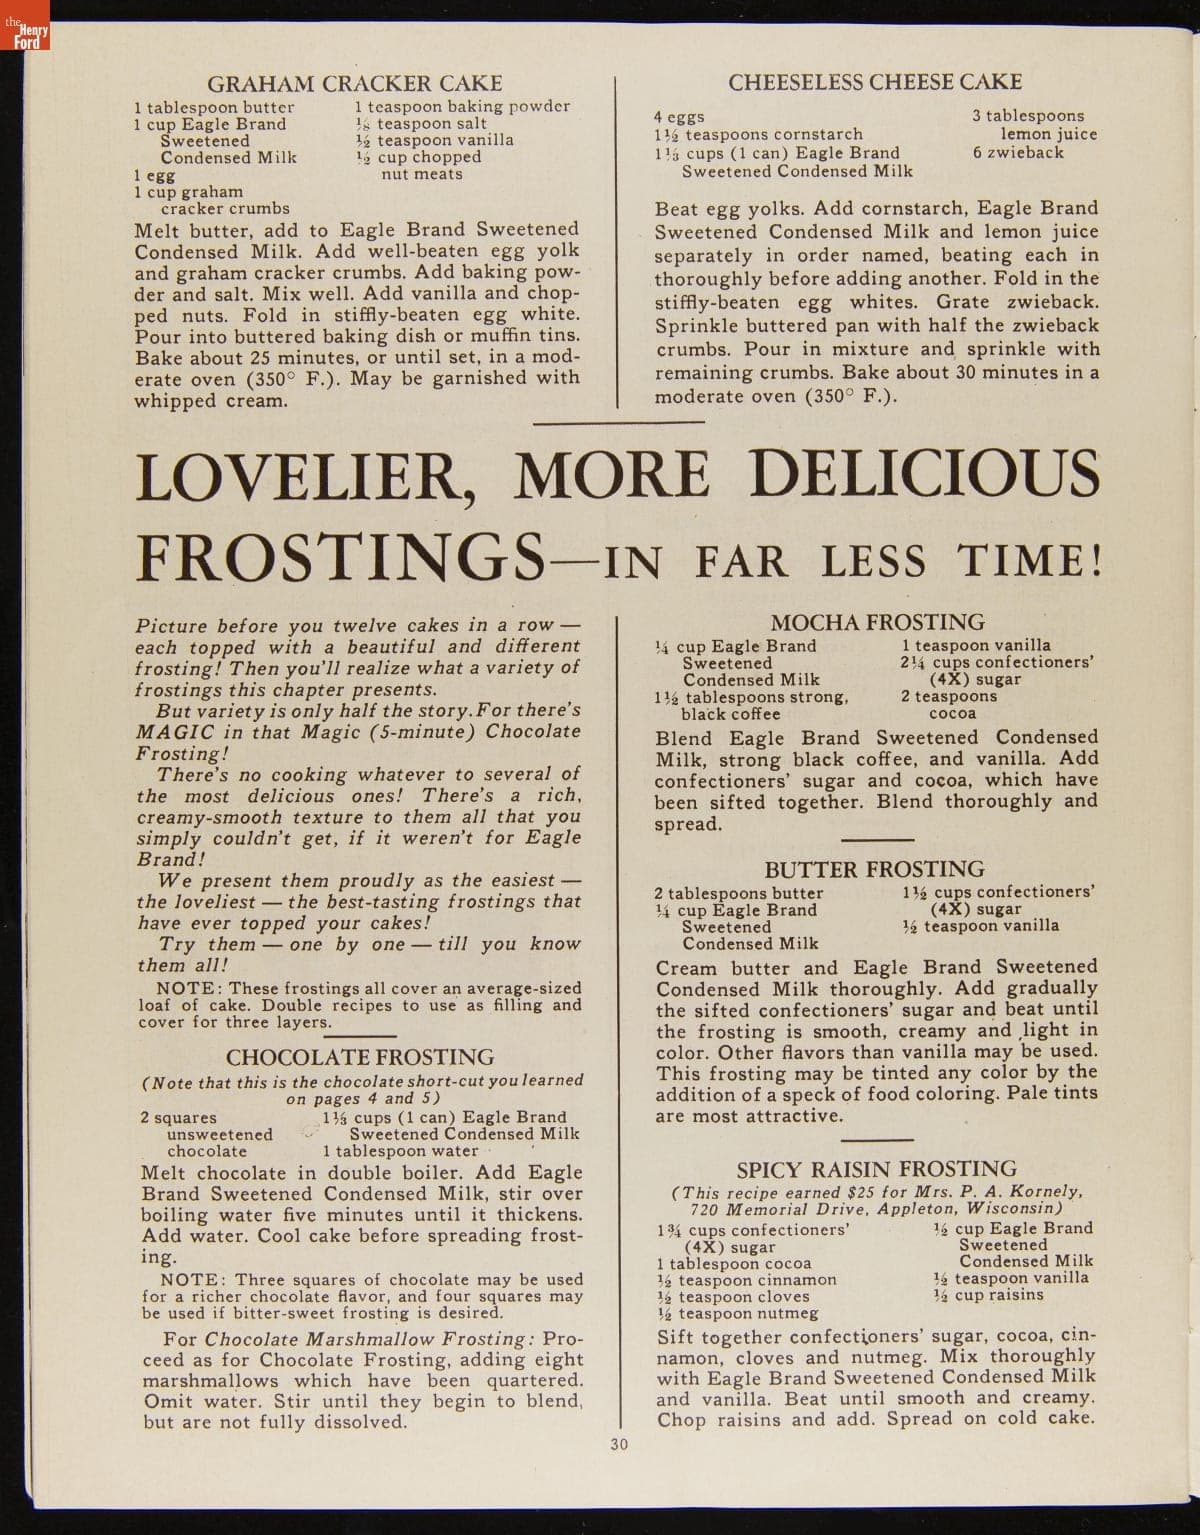 the
Henry
Ford
GRAHAM CRACKER CAKE
1 tablespoon butter
1 cup Eagle Brand
Sweetened
Condensed Milk
1 egg
1 cup graham
cracker crumbs
1 teaspoon baking powder
⅛ teaspoon salt
½ teaspoon vanilla
½ cup chopped
nut meats
Melt butter, add to Eagle Brand Sweetened
Condensed Milk. Add well-beaten egg yolk
and graham cracker crumbs. Add baking pow-
der and salt. Mix well. Add vanilla and chop-
ped nuts. Fold in stiffly-beaten egg white.
Pour into buttered baking dish or muffin tins.
Bake about 25 minutes, or until set, in a mod-
erate oven (350° F.). May be garnished with
whipped cream.
CHEESELESS CHEESE CAKE
4 eggs
1½ teaspoons cornstarch
1⅓ cups (1 can) Eagle Brand
Sweetened Condensed Milk
3 tablespoons
lemon juice
6 zwieback
Beat egg yolks. Add cornstarch, Eagle Brand
Sweetened Condensed Milk and lemon juice
separately in order named, beating each in
thoroughly before adding another. Fold in the
stiffly-beaten egg whites. Grate zwieback.
Sprinkle buttered pan with half the zwieback
crumbs. Pour in mixture and sprinkle with
remaining crumbs. Bake about 30 minutes in a
moderate oven (350° F.).
LOVELIER, MORE DELICIOUS
FROSTINGS—IN FAR LESS TIME!
Picture before you twelve cakes in a row —
each topped with a beautiful and different
frosting! Then you'll realize what a variety of
frostings this chapter presents.
But variety is only half the story. For there's
MAGIC in that Magic (5-minute) Chocolate
Frosting!
There's no cooking whatever to several of
the most delicious ones! There's a rich,
creamy-smooth texture to them all that you
simply couldn't get, if it weren't for Eagle
Brand!
We present them proudly as the easiest —
the loveliest — the best-tasting frostings that
have ever topped your cakes!
Try them — one by one — till you know
them all!
NOTE: These frostings all cover an average-sized
loaf of cake. Double recipes to use as filling and
cover for three layers.
CHOCOLATE FROSTING
(Note that this is the chocolate short-cut you learned
on pages 4 and 5)
2 squares
unsweetened
chocolate
1⅓ cups (1 can) Eagle Brand
Sweetened Condensed Milk
1 tablespoon water
Melt chocolate in double boiler. Add Eagle
Brand Sweetened Condensed Milk, stir over
boiling water five minutes until it thickens.
Add water. Cool cake before spreading frost-
ing.
NOTE: Three squares of chocolate may be used
for a richer chocolate flavor, and four squares may
be used if bitter-sweet frosting is desired.
For Chocolate Marshmallow Frosting: Pro-
ceed as for Chocolate Frosting, adding eight
marshmallows which have been quartered.
Omit water. Stir until they begin to blend,
but are not fully dissolved.
MOCHA FROSTING
¼ cup Eagle Brand
Sweetened
Condensed Milk
1½ tablespoons strong,
black coffee
1 teaspoon vanilla
2¼ cups confectioners'
(4X) sugar
2 teaspoons
cocoa
Blend Eagle Brand Sweetened Condensed
Milk, strong black coffee, and vanilla. Add
confectioners' sugar and cocoa, which have
been sifted together. Blend thoroughly and
spread.
BUTTER FROSTING
2 tablespoons butter
¼ cup Eagle Brand
Sweetened
Condensed Milk
1½ cups confectioners'
(4X) sugar
½ teaspoon vanilla
Cream butter and Eagle Brand Sweetened
Condensed Milk thoroughly. Add gradually
the sifted confectioners' sugar and beat until
the frosting is smooth, creamy and light in
color. Other flavors than vanilla may be used.
This frosting may be tinted any color by the
addition of a speck of food coloring. Pale tints
are most attractive.
SPICY RAISIN FROSTING
(This recipe earned $25 for Mrs. P. A. Kornely,
720 Memorial Drive, Appleton, Wisconsin)
1¾ cups confectioners'
(4X) sugar
1 tablespoon cocoa
½ teaspoon cinnamon
½ teaspoon cloves
½ teaspoon nutmeg
½ cup Eagle Brand
Sweetened
Condensed Milk
½ teaspoon vanilla
½ cup raisins
Sift together confectioners' sugar, cocoa, cin-
namon, cloves and nutmeg. Mix thoroughly
with Eagle Brand Sweetened Condensed Milk
and vanilla. Beat until smooth and creamy.
Chop raisins and add. Spread on cold cake.
30